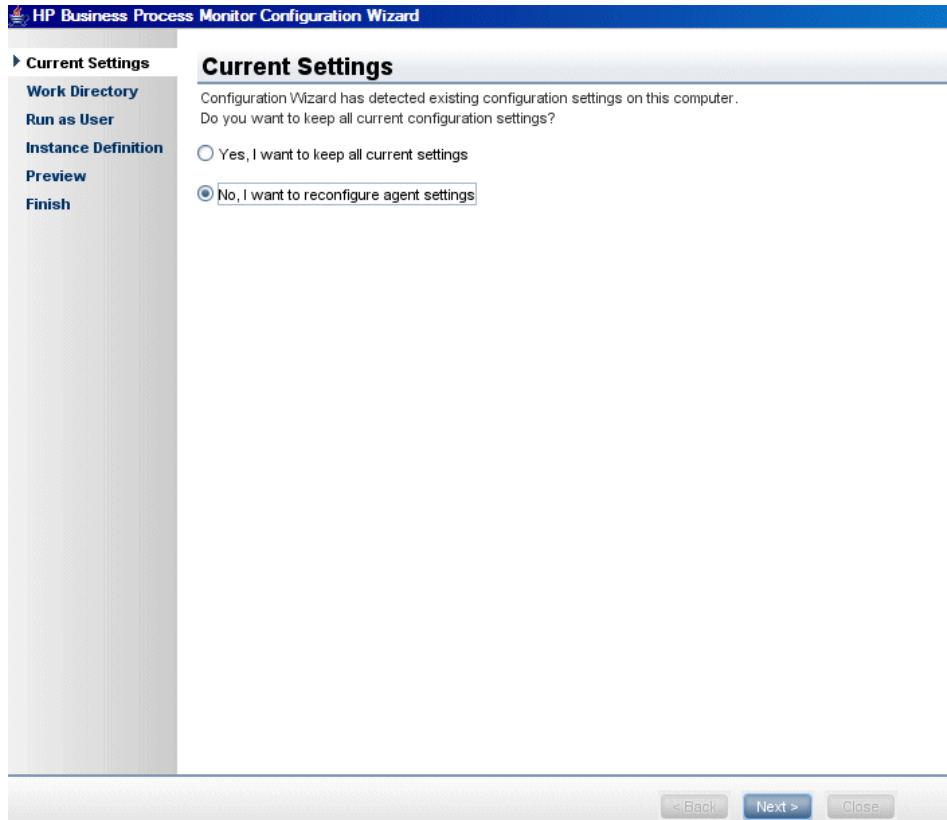 HP Business Process Monitor Configuration Wizard
Current Settings
Work Directory
Run as User
Instance Definition
Preview
Finish
Current Settings
Configuration Wizard has detected existing configuration settings on this computer.
Do you want to keep all current configuration settings?
Yes, I want to keep all current settings
No, I want to reconfigure agent settings
< Back Next > Close